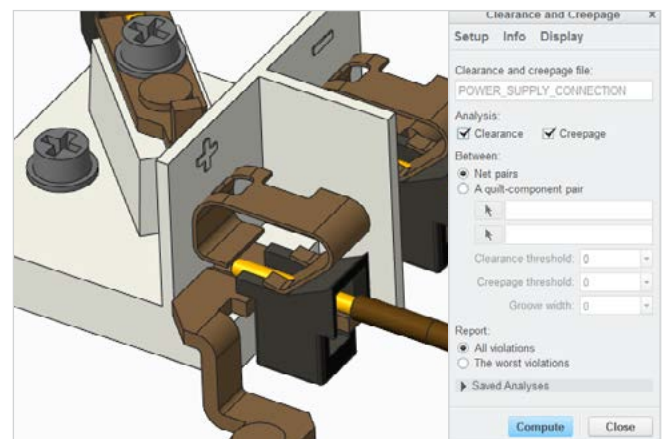 Clearance and Creepage x
Setup Info Display
Clearance and creepage file:
POWER_SUPPLY_CONNECTION
Analysis:
Clearance Creepage
Between:
Net pairs
A quilt-component pair
Clearance threshold: 0
Creepage threshold: 0
Groove width: 0
Report:
All violations
The worst violations
Saved Analyses
Compute Close